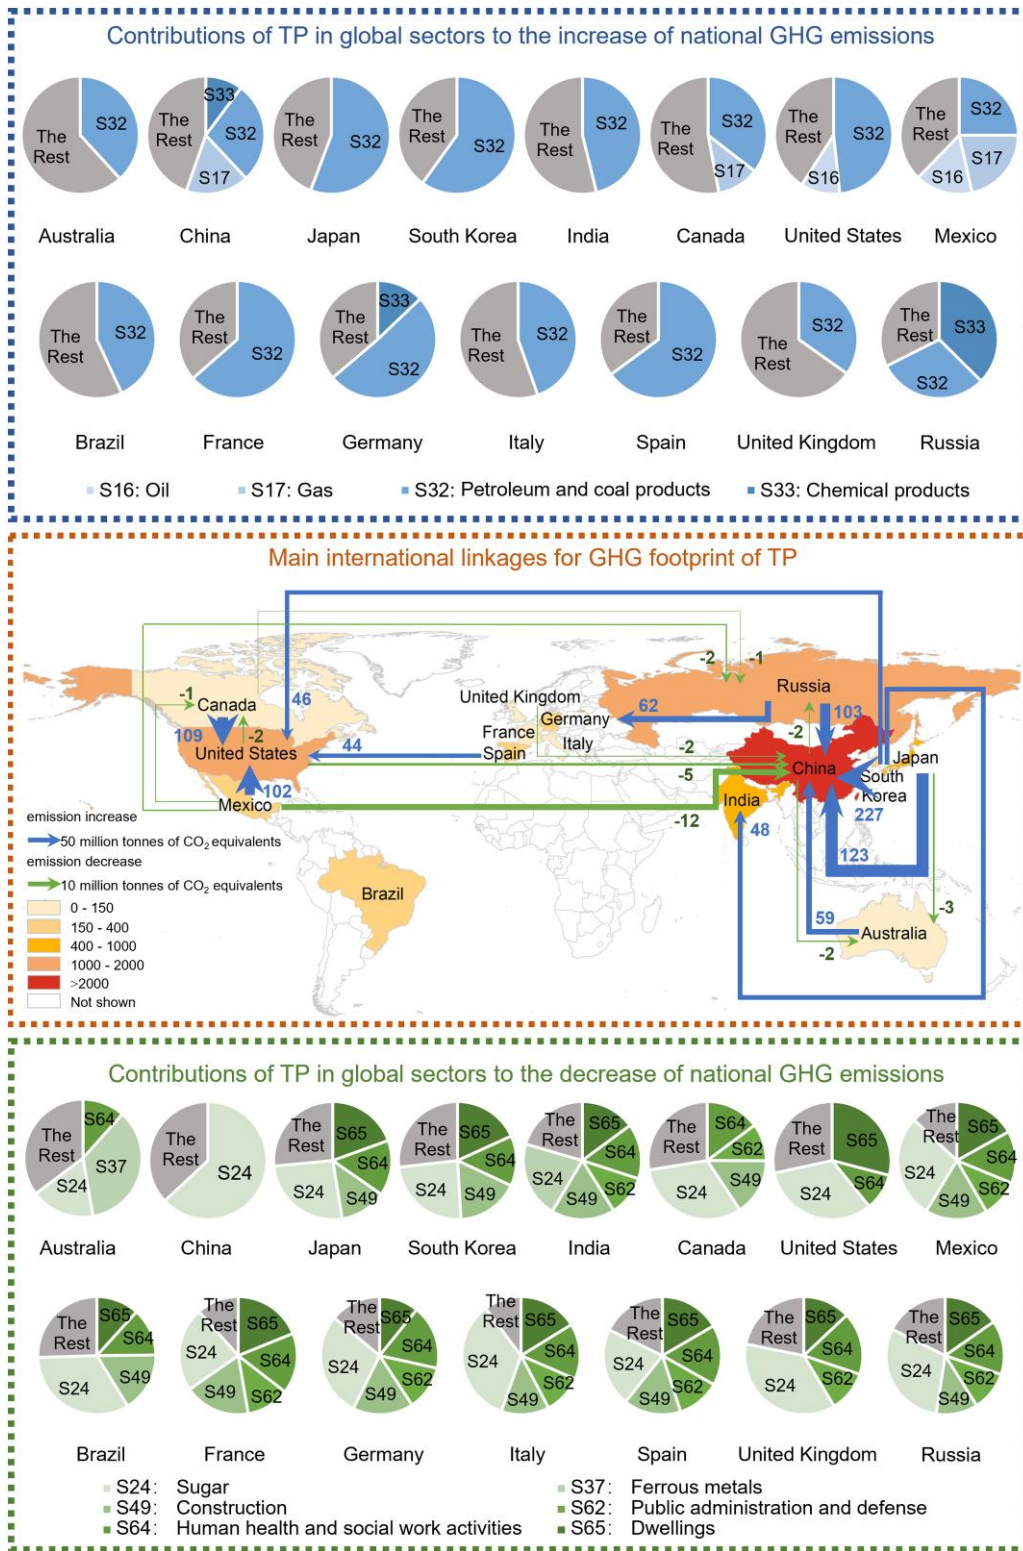 Contributions of TP in global sectors to the increase of national GHG emissions
The Rest S32
S33 The Rest S32 S17
The Rest S32
The Rest S32
The Rest S32
The Rest S32 S17
The Rest S32 S16
The Rest S32 S17 S16
Australia China Japan South Korea India Canada United States Mexico
The Rest S32
The Rest S32
S33 The Rest S32
The Rest S32
The Rest S32
The Rest S32
The Rest S33 S32
Brazil France Germany Italy Spain United Kingdom Russia
S16: Oil S17: Gas S32: Petroleum and coal products S33: Chemical products
Main international linkages for GHG footprint of TP
-2 -1
Russia
-1 Canada 46 United Kingdom Germany 62 103
109 -2 France Italy -2
United States 44 Spain -2 Japan
China
-5 South Korea
Mexico 102 India 227
-12 48
123
Brazil
59 -3
Australia
-2
emission increase
50 million tonnes of CO2 equivalents
emission decrease
10 million tonnes of CO2 equivalents
0 - 150
150 - 400
400 - 1000
1000 - 2000
>2000
Not shown
Contributions of TP in global sectors to the decrease of national GHG emissions
The Rest S64 S37 S24
The Rest S24
The Rest S65 S64 S49 S24
The Rest S65 S64 S49 S24
The Rest S65 S64 S62 S49 S24
The Rest S64 S62 S49 S24
The Rest S65 S64 S24
The Rest S65 S64 S62 S49 S24
Australia China Japan South Korea India Canada United States Mexico
The Rest S65 S64 S49 S24
The Rest S65 S64 S62 S49 S24
The Rest S65 S64 S62 S49 S24
The Rest S65 S64 S62 S49 S24
The Rest S65 S64 S62 S49 S24
The Rest S65 S64 S62 S24
The Rest S65 S64 S62 S49 S24
Brazil France Germany Italy Spain United Kingdom Russia
S24: Sugar S37: Ferrous metals
S49: Construction S62: Public administration and defense
S64: Human health and social work activities S65: Dwellings